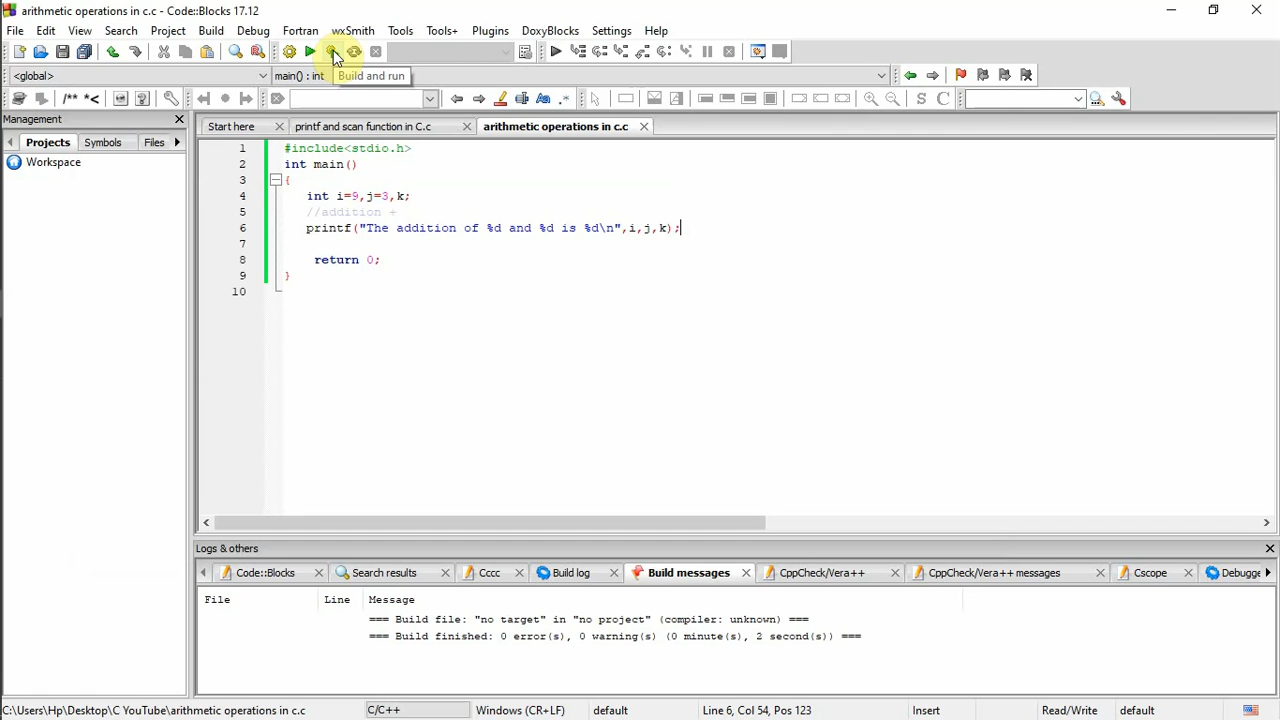 arithmetic operations in c.c - Code::Blocks 17.12
File Edit View Search Project Build Debug Fortran wxSmith Tools Tools+ Plugins DoxyBlocks Settings Help
<global> main() : int Build and run
/** *< S C
Management
Start here printf and scan function in C.c arithmetic operations in c.c
Projects Symbols Files
Workspace
1 #include<stdio.h>
2 int main()
3 {
4 int i=9,j=3,k;
5 //addition +
6 printf("The addition of %d and %d is %d\n",i,j,k);
7
8 return 0;
9 }
10
Logs & others
Code::Blocks Search results Cccc Build log Build messages CppCheck/Vera++ CppCheck/Vera++ messages Cscope Debugge
File Line Message
=== Build file: "no target" in "no project" (compiler: unknown) ===
=== Build finished: 0 error(s), 0 warning(s) (0 minute(s), 2 second(s)) ===
C:\Users\Hp\Desktop\C YouTube\arithmetic operations in c.c C/C++ Windows (CR+LF) default Line 6, Col 54, Pos 123 Insert Read/Write default